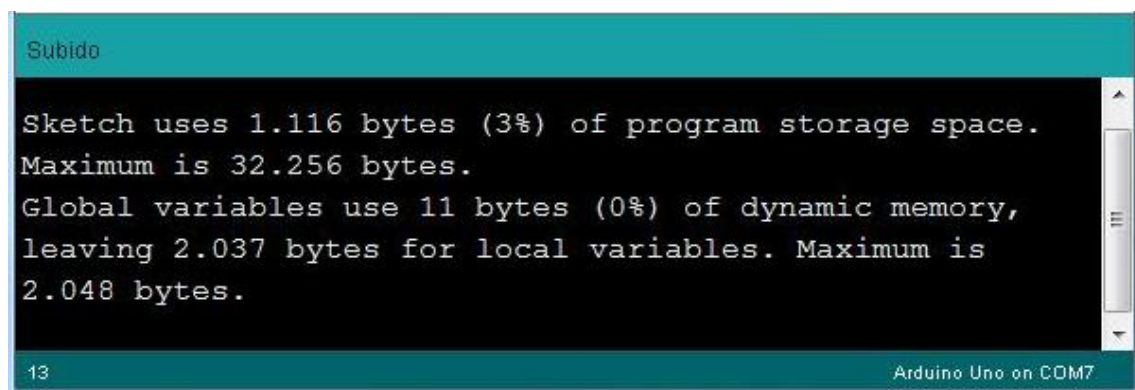 Subido
Sketch uses 1.116 bytes (3%) of program storage space.
Maximum is 32.256 bytes.
Global variables use 11 bytes (0%) of dynamic memory,
leaving 2.037 bytes for local variables. Maximum is
2.048 bytes.
13 Arduino Uno on COM7